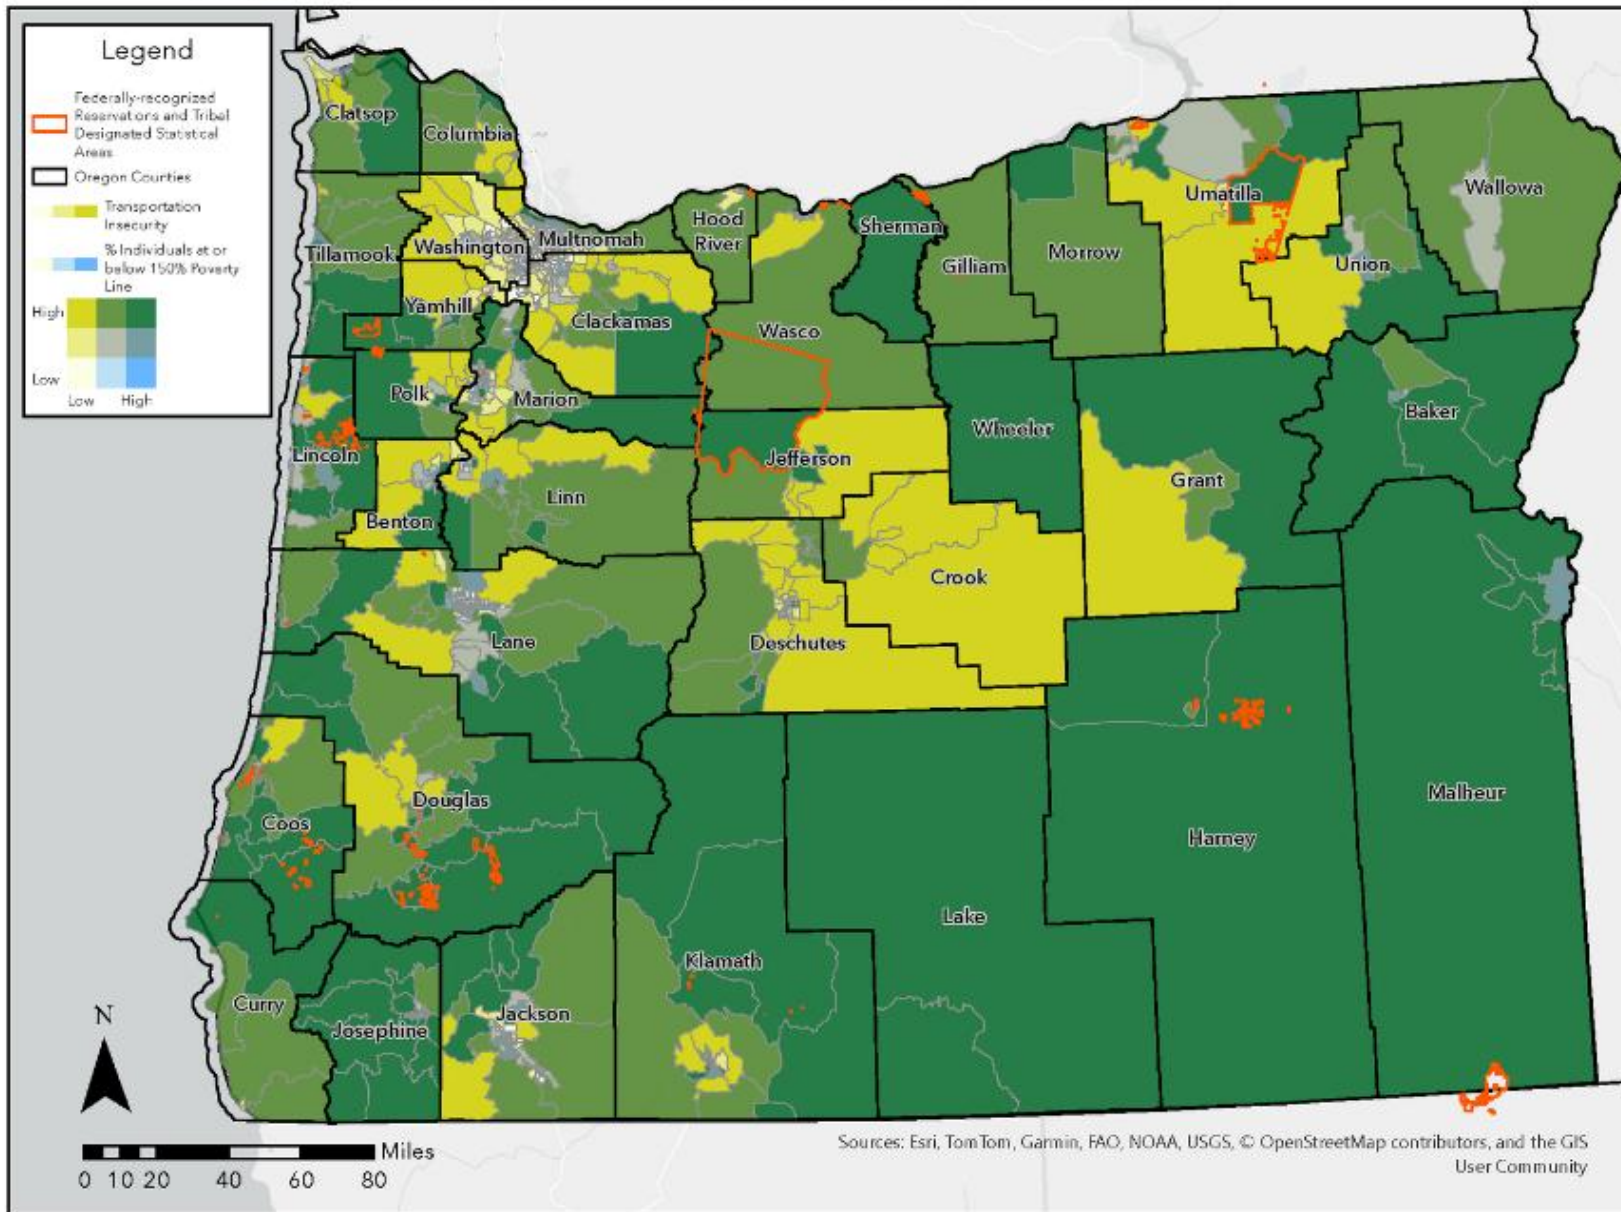 Legend
Federally-recognized
Reservations and Tribal
Designated Statistical
Areas
Oregon Counties
Transportation
Insecurity
% Individuals at or
below 150% Poverty
Line
High
Low
Low High
Clatsop
Columbia
Tillamook
Washington
Multnomah
Hood
River
Sherman
Gilliam
Morrow
Umatilla
Union
Wallowa
Yamhill
Clackamas
Wasco
Polk
Marion
Wheeler
Baker
Lincoln
Jefferson
Grant
Linn
Benton
Crook
Lane
Deschutes
Malheur
Douglas
Coos
Harney
Lake
Klamath
Curry
Josephine
Jackson
N
Miles
0 10 20 40 60 80
Sources: Esri, TomTom, Garmin, FAO, NOAA, USGS, © OpenStreetMap contributors, and the GIS
User Community